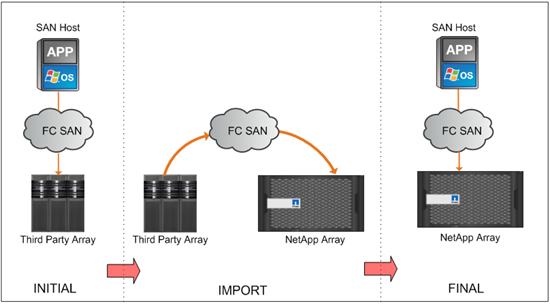 SAN Host
APP
OS
FC SAN
Third Party Array
INITIAL
FC SAN
Third Party Array
NetApp Array
IMPORT
SAN Host
APP
OS
FC SAN
NetApp Array
FINAL